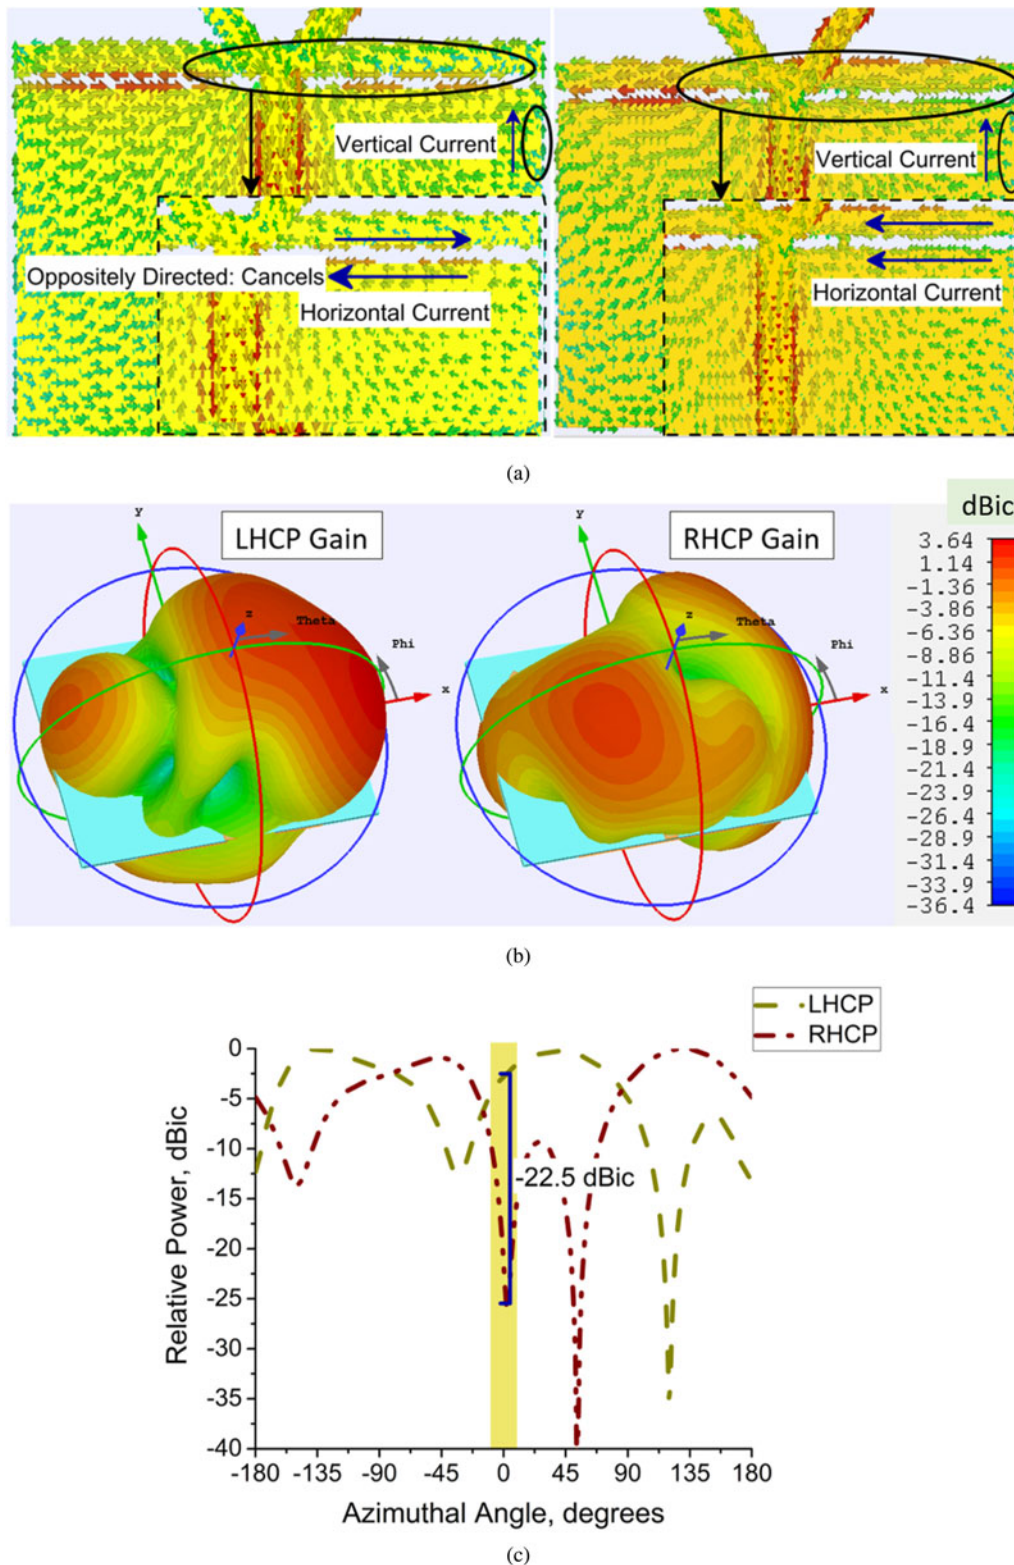 Vertical Current
Vertical Current
Oppositely Directed: Cancels
Horizontal Current
Horizontal Current
(a)
dBic
LHCP Gain
RHCP Gain
y
z
Theta
Phi
x
y
z
Theta
Phi
x
3.64
1.14
-1.36
-3.86
-6.36
-8.86
-11.4
-13.9
-16.4
-18.9
-21.4
-23.9
-26.4
-28.9
-31.4
-33.9
-36.4
(b)
LHCP
RHCP
0
-5
-10
-15
-20
-25
-30
-35
-40
-22.5 dBic
Relative Power, dBic
-180 -135 -90 -45 0 45 90 135 180
Azimuthal Angle, degrees
(c)